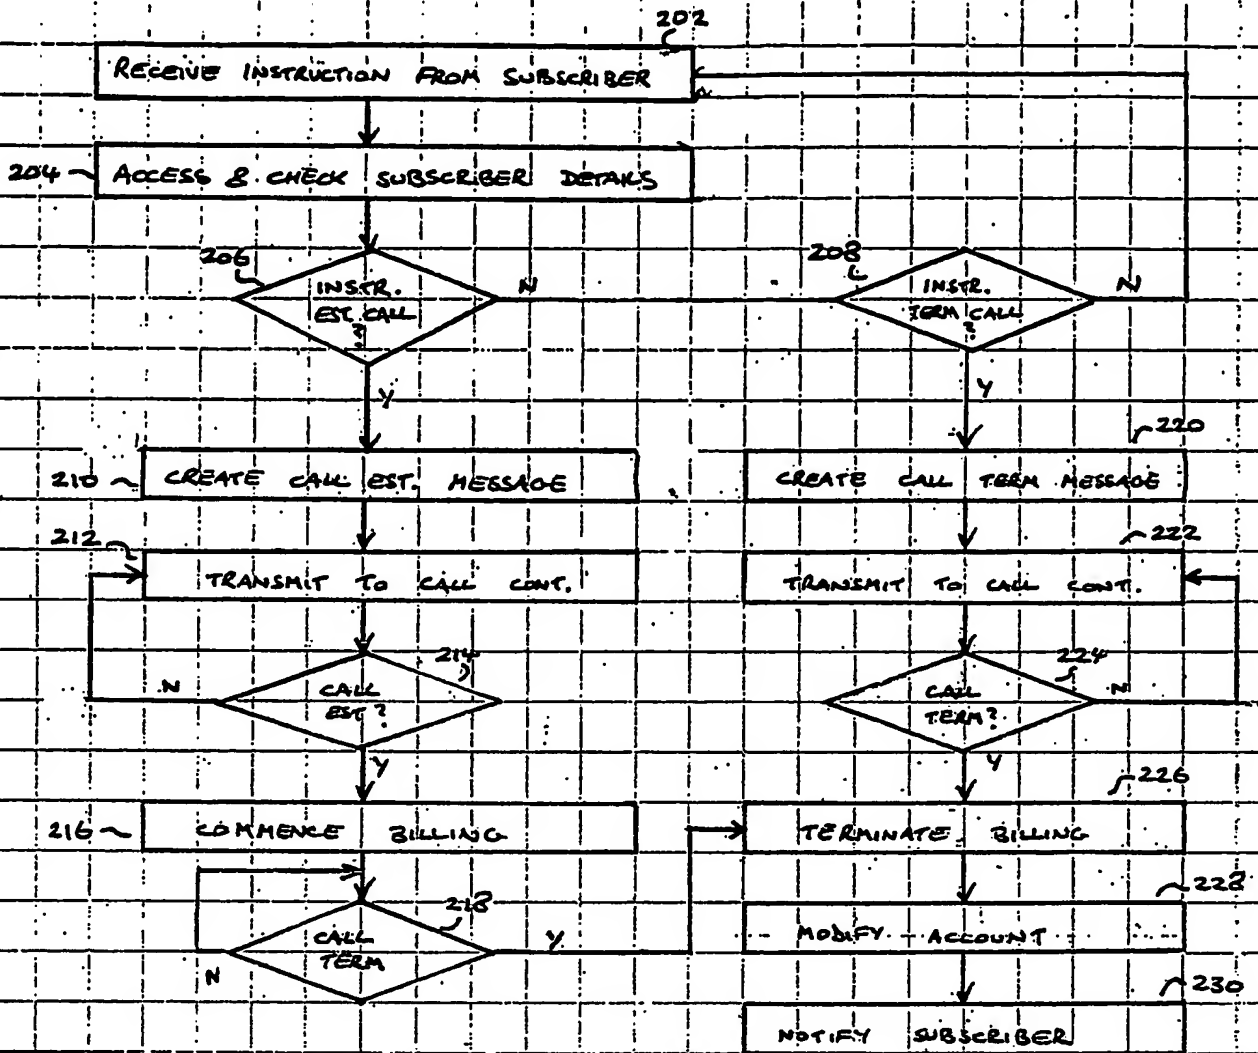 202
RECEIVE INSTRUCTION FROM SUBSCRIBER
204
ACCESS & CHECK SUBSCRIBER DETAILS
206
INSTR.
EST. CALL
?
N
208
INSTR.
TERM CALL
?
N
Y
Y
210
CREATE CALL EST. MESSAGE
220
CREATE CALL TERM MESSAGE
212
TRANSMIT TO CALL CONT.
222
TRANSMIT TO CALL CONT.
214
CALL
EST?
N
224
CALL
TERM?
N
Y
Y
216
COMMENCE BILLING
226
TERMINATE BILLING
218
CALL
TERM
N
Y
228
MODIFY ACCOUNT
230
NOTIFY SUBSCRIBER